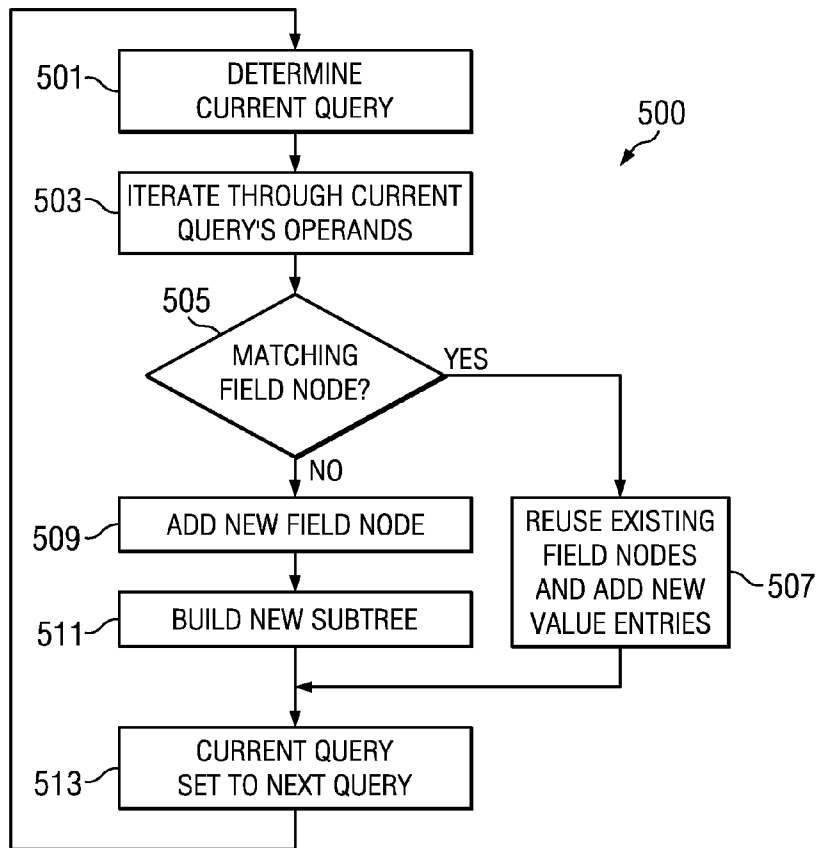 501
DETERMINE
CURRENT QUERY
500
503
ITERATE THROUGH CURRENT
QUERY'S OPERANDS
505
MATCHING
FIELD NODE?
YES
NO
509
ADD NEW FIELD NODE
REUSE EXISTING
FIELD NODES
AND ADD NEW
VALUE ENTRIES
507
511
BUILD NEW SUBTREE
513
CURRENT QUERY
SET TO NEXT QUERY